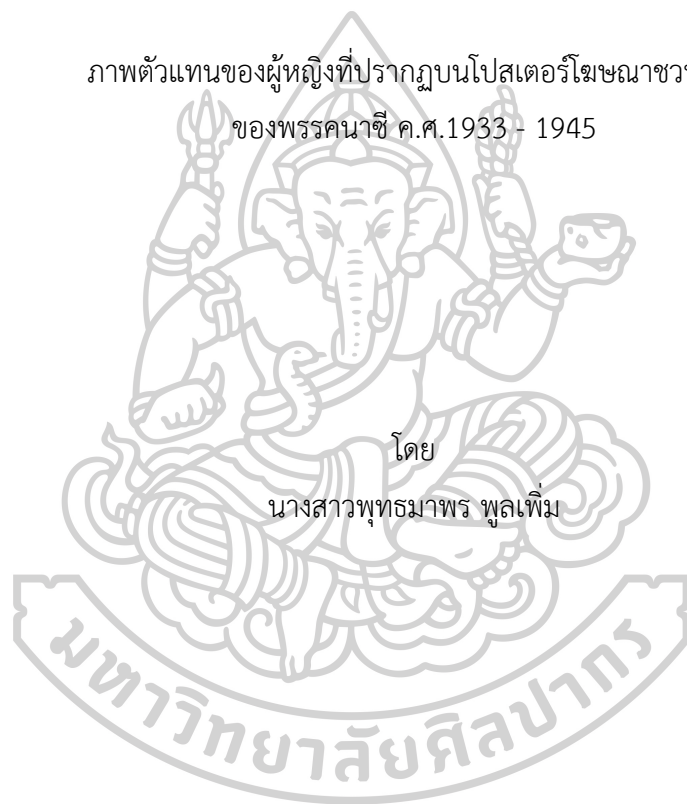 ภาพตัวแทนของผู้หญิงที่ปรากฏบนโปสเตอร์โฆษณา
ของพรรคนาซี ค.ศ.1933 - 1945
โดย
นางสาวพุทธมาพร พูลเพิ่ม
มหาวิทยาลัยศิลปากร